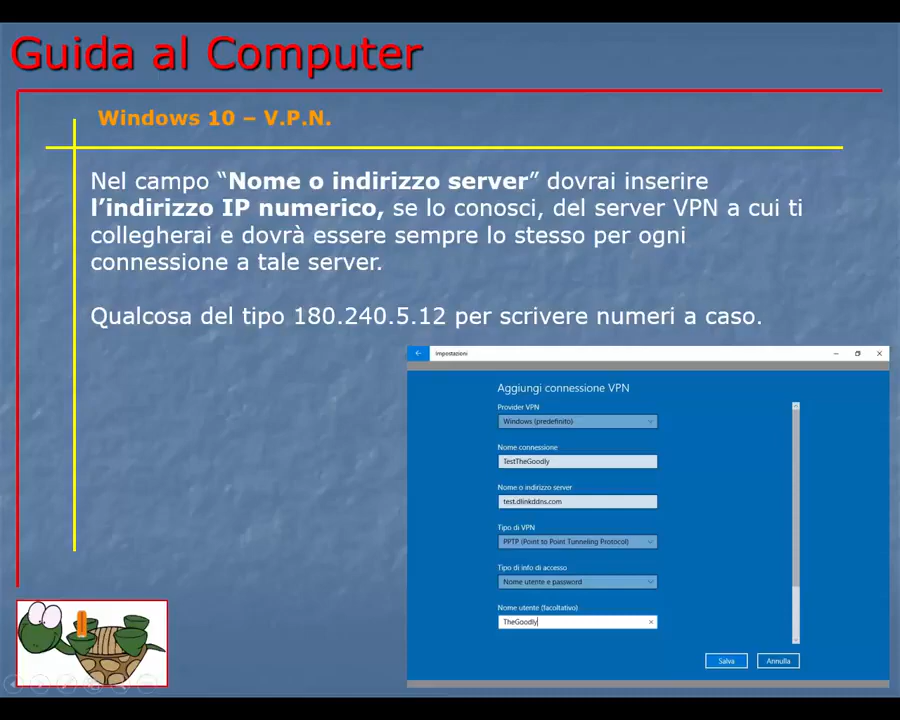 Guida al Computer
Windows 10 – V.P.N.
Nel campo “Nome o indirizzo server” dovrai inserire
l’indirizzo IP numerico, se lo conosci, del server VPN a cui ti
collegherai e dovrà essere sempre lo stesso per ogni
connessione a tale server.
Qualcosa del tipo 180.240.5.12 per scrivere numeri a caso.
Impostazioni
Aggiungi connessione VPN
Provider VPN
Windows (predefinito)
Nome connessione
TestTheGoodly
Nome o indirizzo server
test.dlinkddns.com
Tipo di VPN
PPTP (Point to Point Tunneling Protocol)
Tipo di info di accesso
Nome utente e password
Nome utente (facoltativo)
TheGoodly
Salva
Annulla